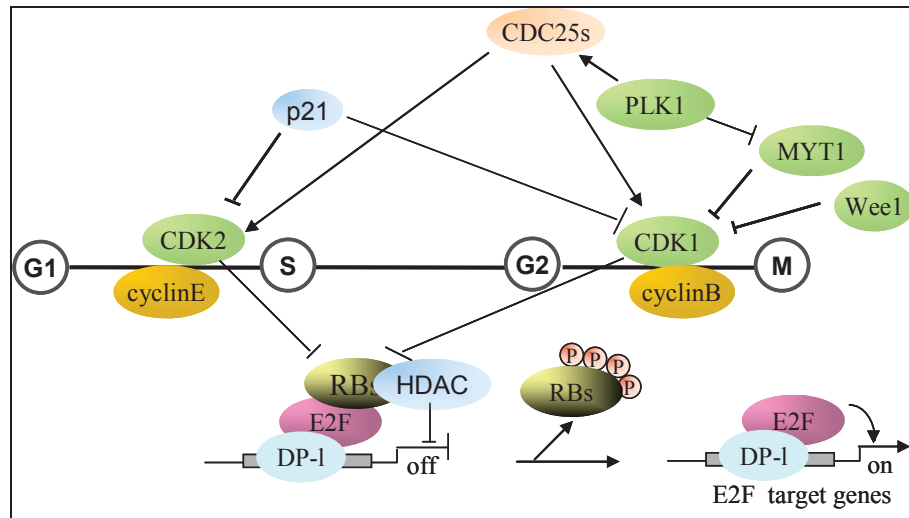 CDC25s
PLK1
p21
MYT1
Wee1
CDK2
CDK1
G1
S
G2
M
cyclinE
cyclinB
RBs
HDAC
E2F
DP-1
off
P
P
P
P
RBs
E2F
DP-1
on
E2F target genes